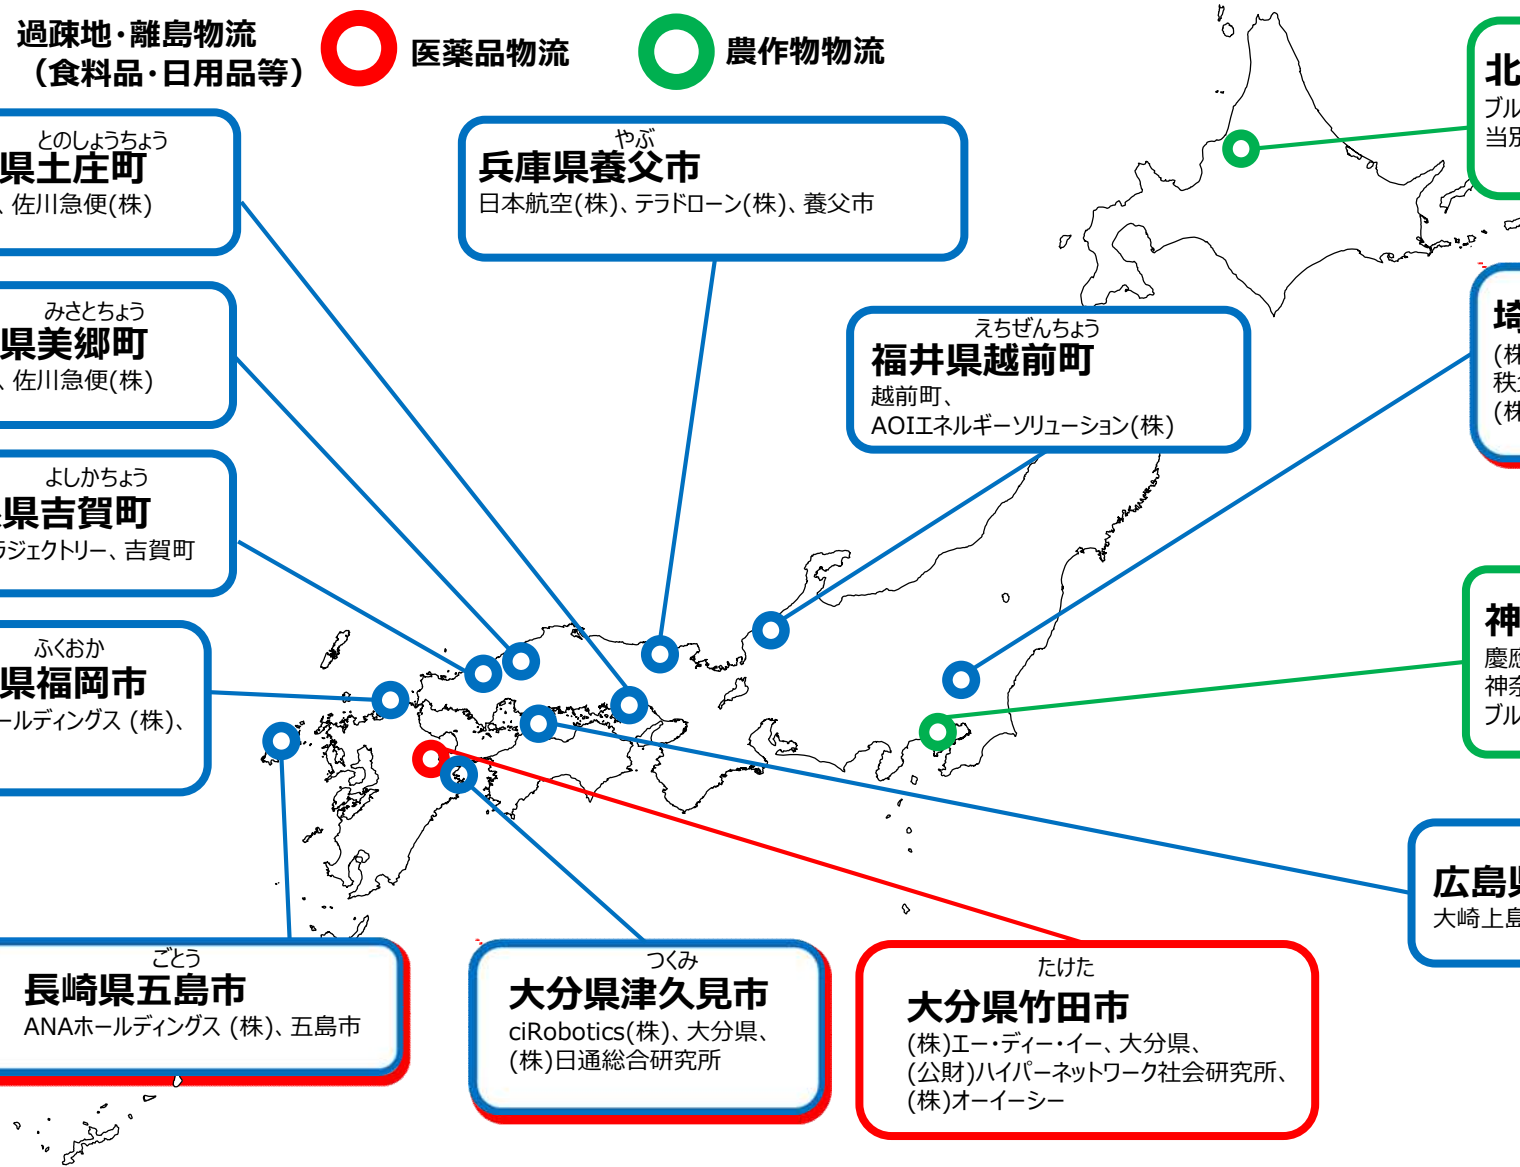 過疎地・離島物流
（食料品・日用品等）
医薬品物流
農作物物流
とのしょうちょう
県土庄町
、佐川急便(株)
やぶ
兵庫県養父市
日本航空(株)、テラドローン(株)、養父市
北
ブル
当別
みさとちょう
県美郷町
、佐川急便(株)
えちぜんちょう
福井県越前町
越前町、
AOIエネルギーソリューション(株)
埼
(株
秩父
(株
よしかちょう
県吉賀町
ラジェクトリー、吉賀町
ふくおか
県福岡市
ールディングス (株)、
神
慶應
神奈
ブル
広島県
大崎上島
ごとう
長崎県五島市
ANAホールディングス (株)、五島市
つくみ
大分県津久見市
ciRobotics(株)、大分県、
(株)日通総合研究所
たけた
大分県竹田市
(株)エー・ディー・イー、大分県、
(公財)ハイパーネットワーク社会研究所、
(株)オーイーシー